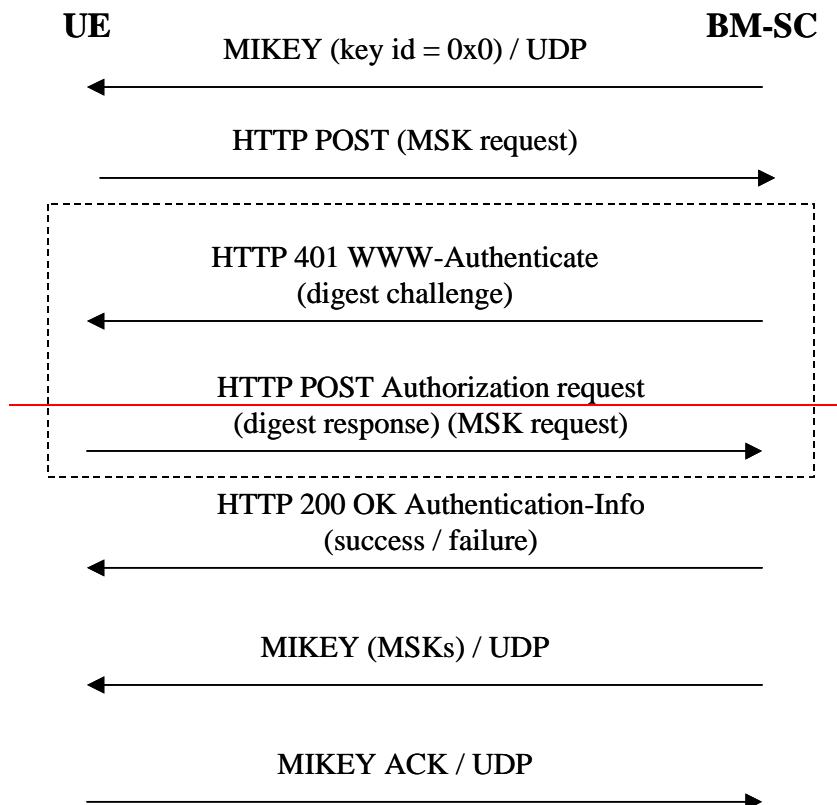 UE
BM-SC
MIKEY (key id = 0x0) / UDP
HTTP POST (MSK request)
HTTP 401 WWW-Authenticate
(digest challenge)
HTTP POST Authorization request
(digest response) (MSK request)
HTTP 200 OK Authentication-Info
(success / failure)
MIKEY (MSKs) / UDP
MIKEY ACK / UDP